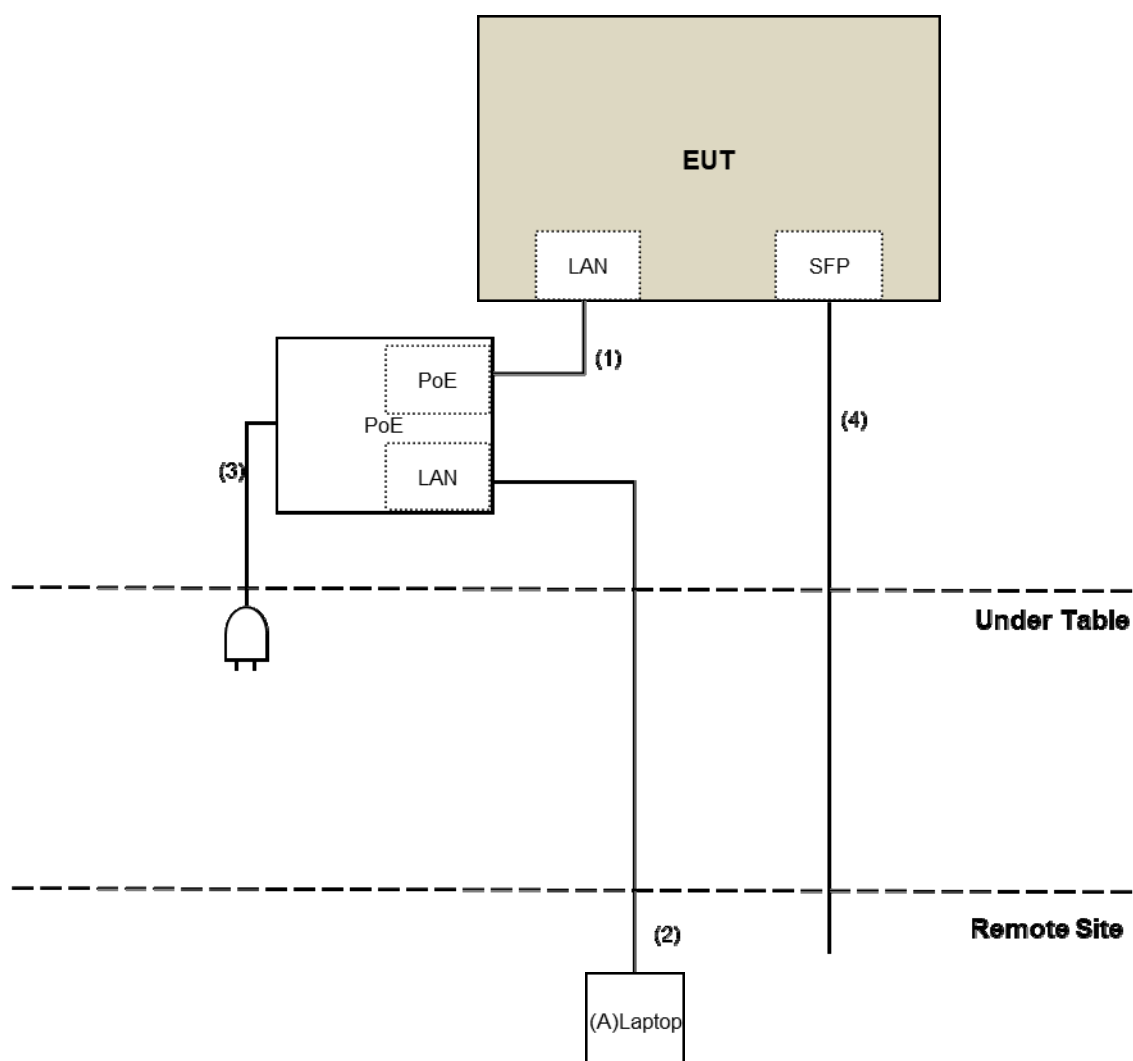 EUT
LAN
SFP
(1)
PoE
PoE
(4)
(3)
LAN
Under Table
Remote Site
(2)
(A)Laptop